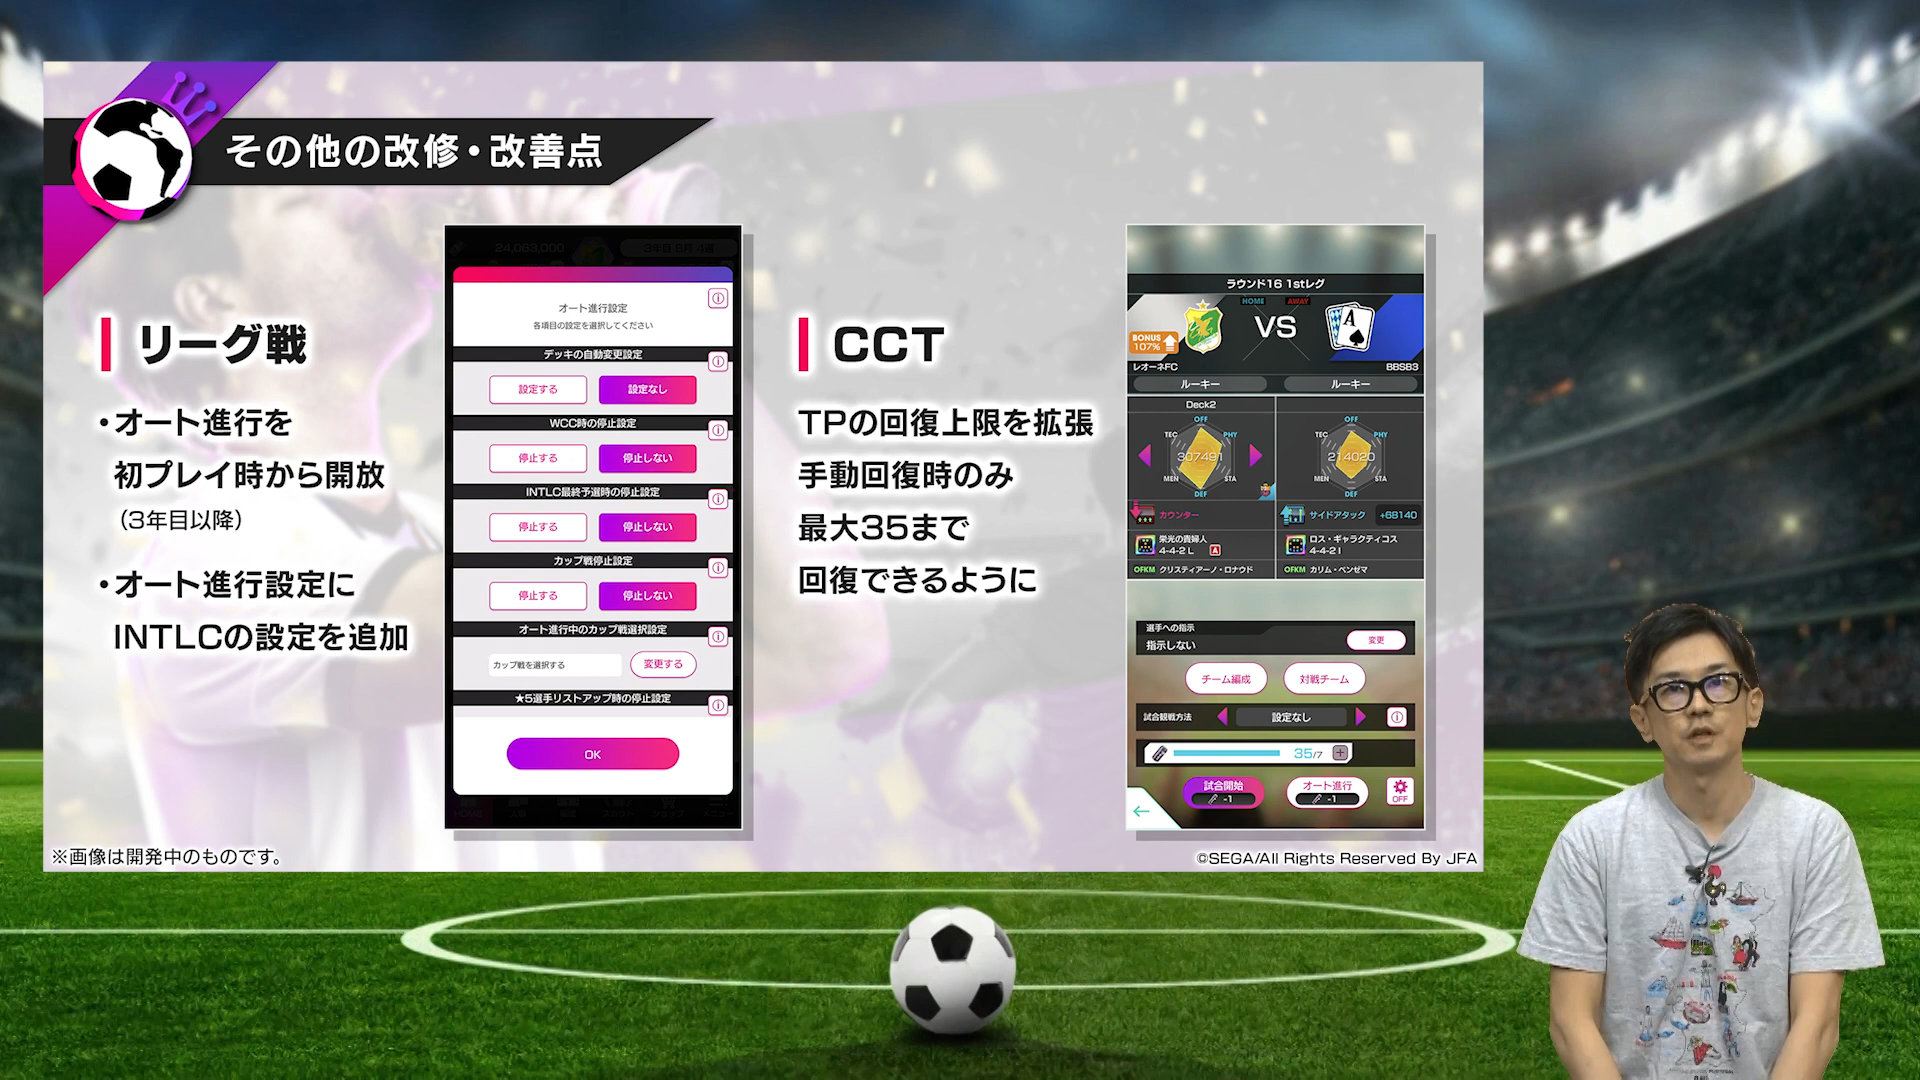 その他の改修・改善点
リーグ戦
・オート進行を
初プレイ時から開放
（3年目以降）
・オート進行設定に
INTLCの設定を追加
24,063,000
オート進行設定
各項目の設定を選択してください
デッキの自動変更設定
設定する
設定なし
WCC時の停止設定
停止する
停止しない
INTLC最終予選時の停止設定
停止する
停止しない
カップ戦停止設定
停止する
停止しない
オート進行中のカップ戦選択設定
カップ戦を選択する
変更する
★5選手リストアップ時の停止設定
OK
CCT
TPの回復上限を拡張
手動回復時のみ
最大35まで
回復できるように
ラウンド16 1stレグ
HOME
AWAY
VS
BONUS
107%
A
レオーネFC
BBSB3
ルーキー
ルーキー
Deck2
OFF
TEC
PHY
307491
MEN
STA
DEF
OFF
TEC
PHY
214020
MEN
STA
DEF
カウンター
サイドアタック
+68140
栄光の貴婦人
4-4-2 L
A
ロス・ギャラクティコス
4-4-2 I
OFKM クリスティアーノ・ロナウド
OFKM カリム・ベンゼマ
選手への指示
指示しない
変更
チーム編成
対戦チーム
試合観戦方法
設定なし
35/7
試合開始
-1
オート進行
-1
OFF
※画像は開発中のものです。
©SEGA/All Rights Reserved By JFA